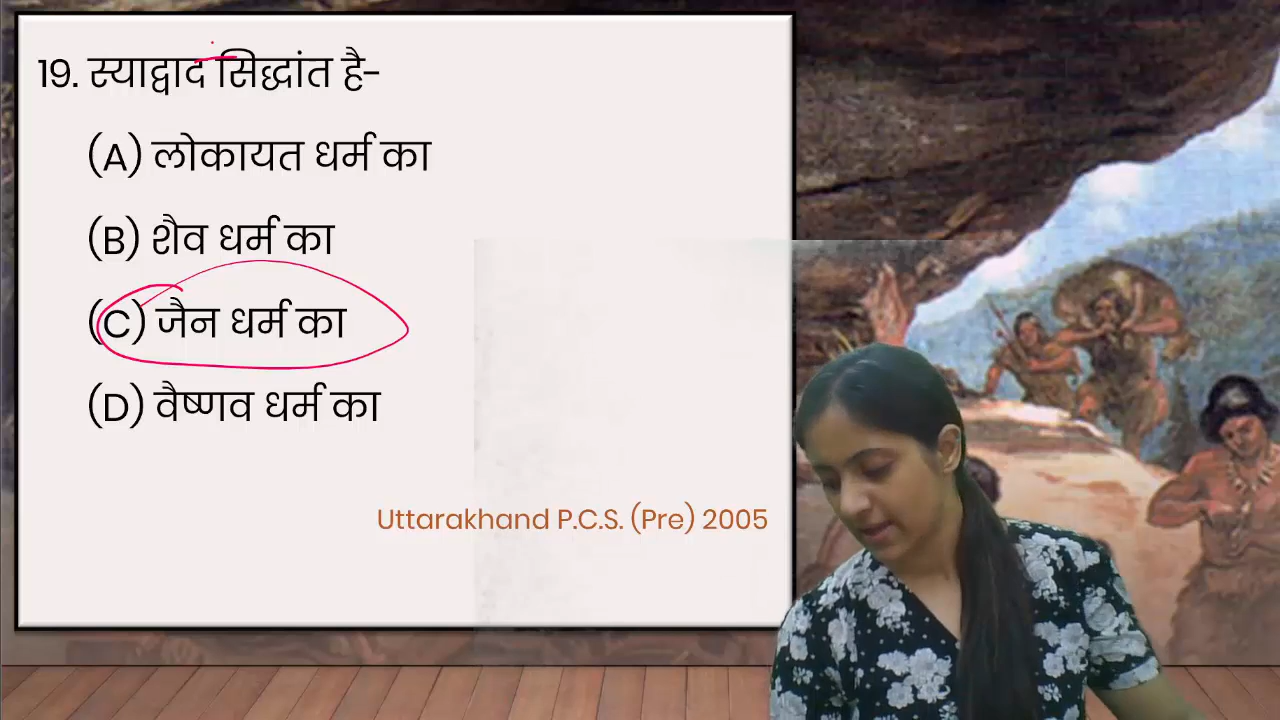 19. स्याद्वाद सिद्धांत है-
(A) लोकायत धर्म का
(B) शैव धर्म का
(C) जैन धर्म का
(D) वैष्णव धर्म का
Uttarakhand P.C.S. (Pre) 2005